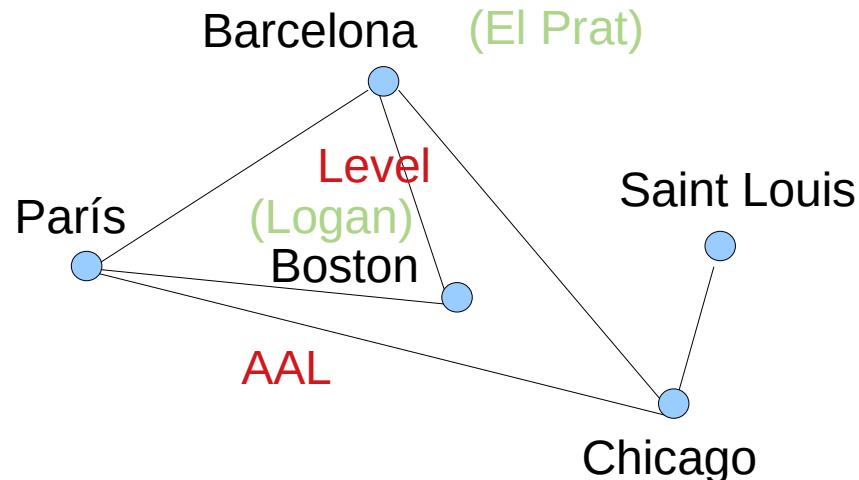 Barcelona (El Prat)
Level
Saint Louis
París
(Logan)
Boston
AAL
Chicago